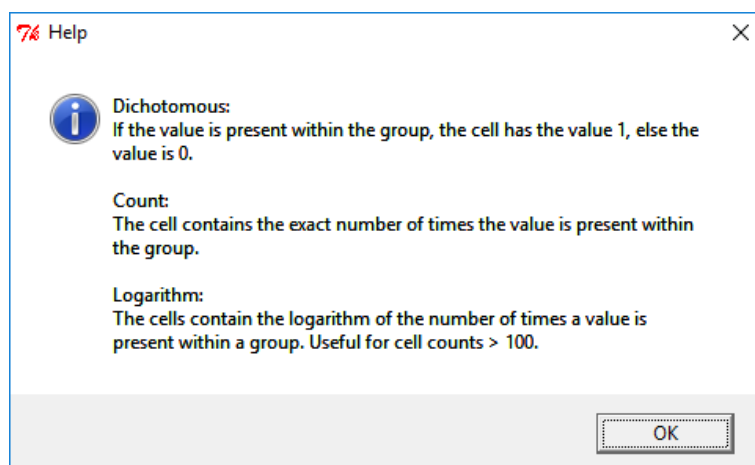 Help
Dichotomous:
If the value is present within the group, the cell has the value 1, else the
value is 0.
Count:
The cell contains the exact number of times the value is present within
the group.
Logarithm:
The cells contain the logarithm of the number of times a value is
present within a group. Useful for cell counts > 100.
OK